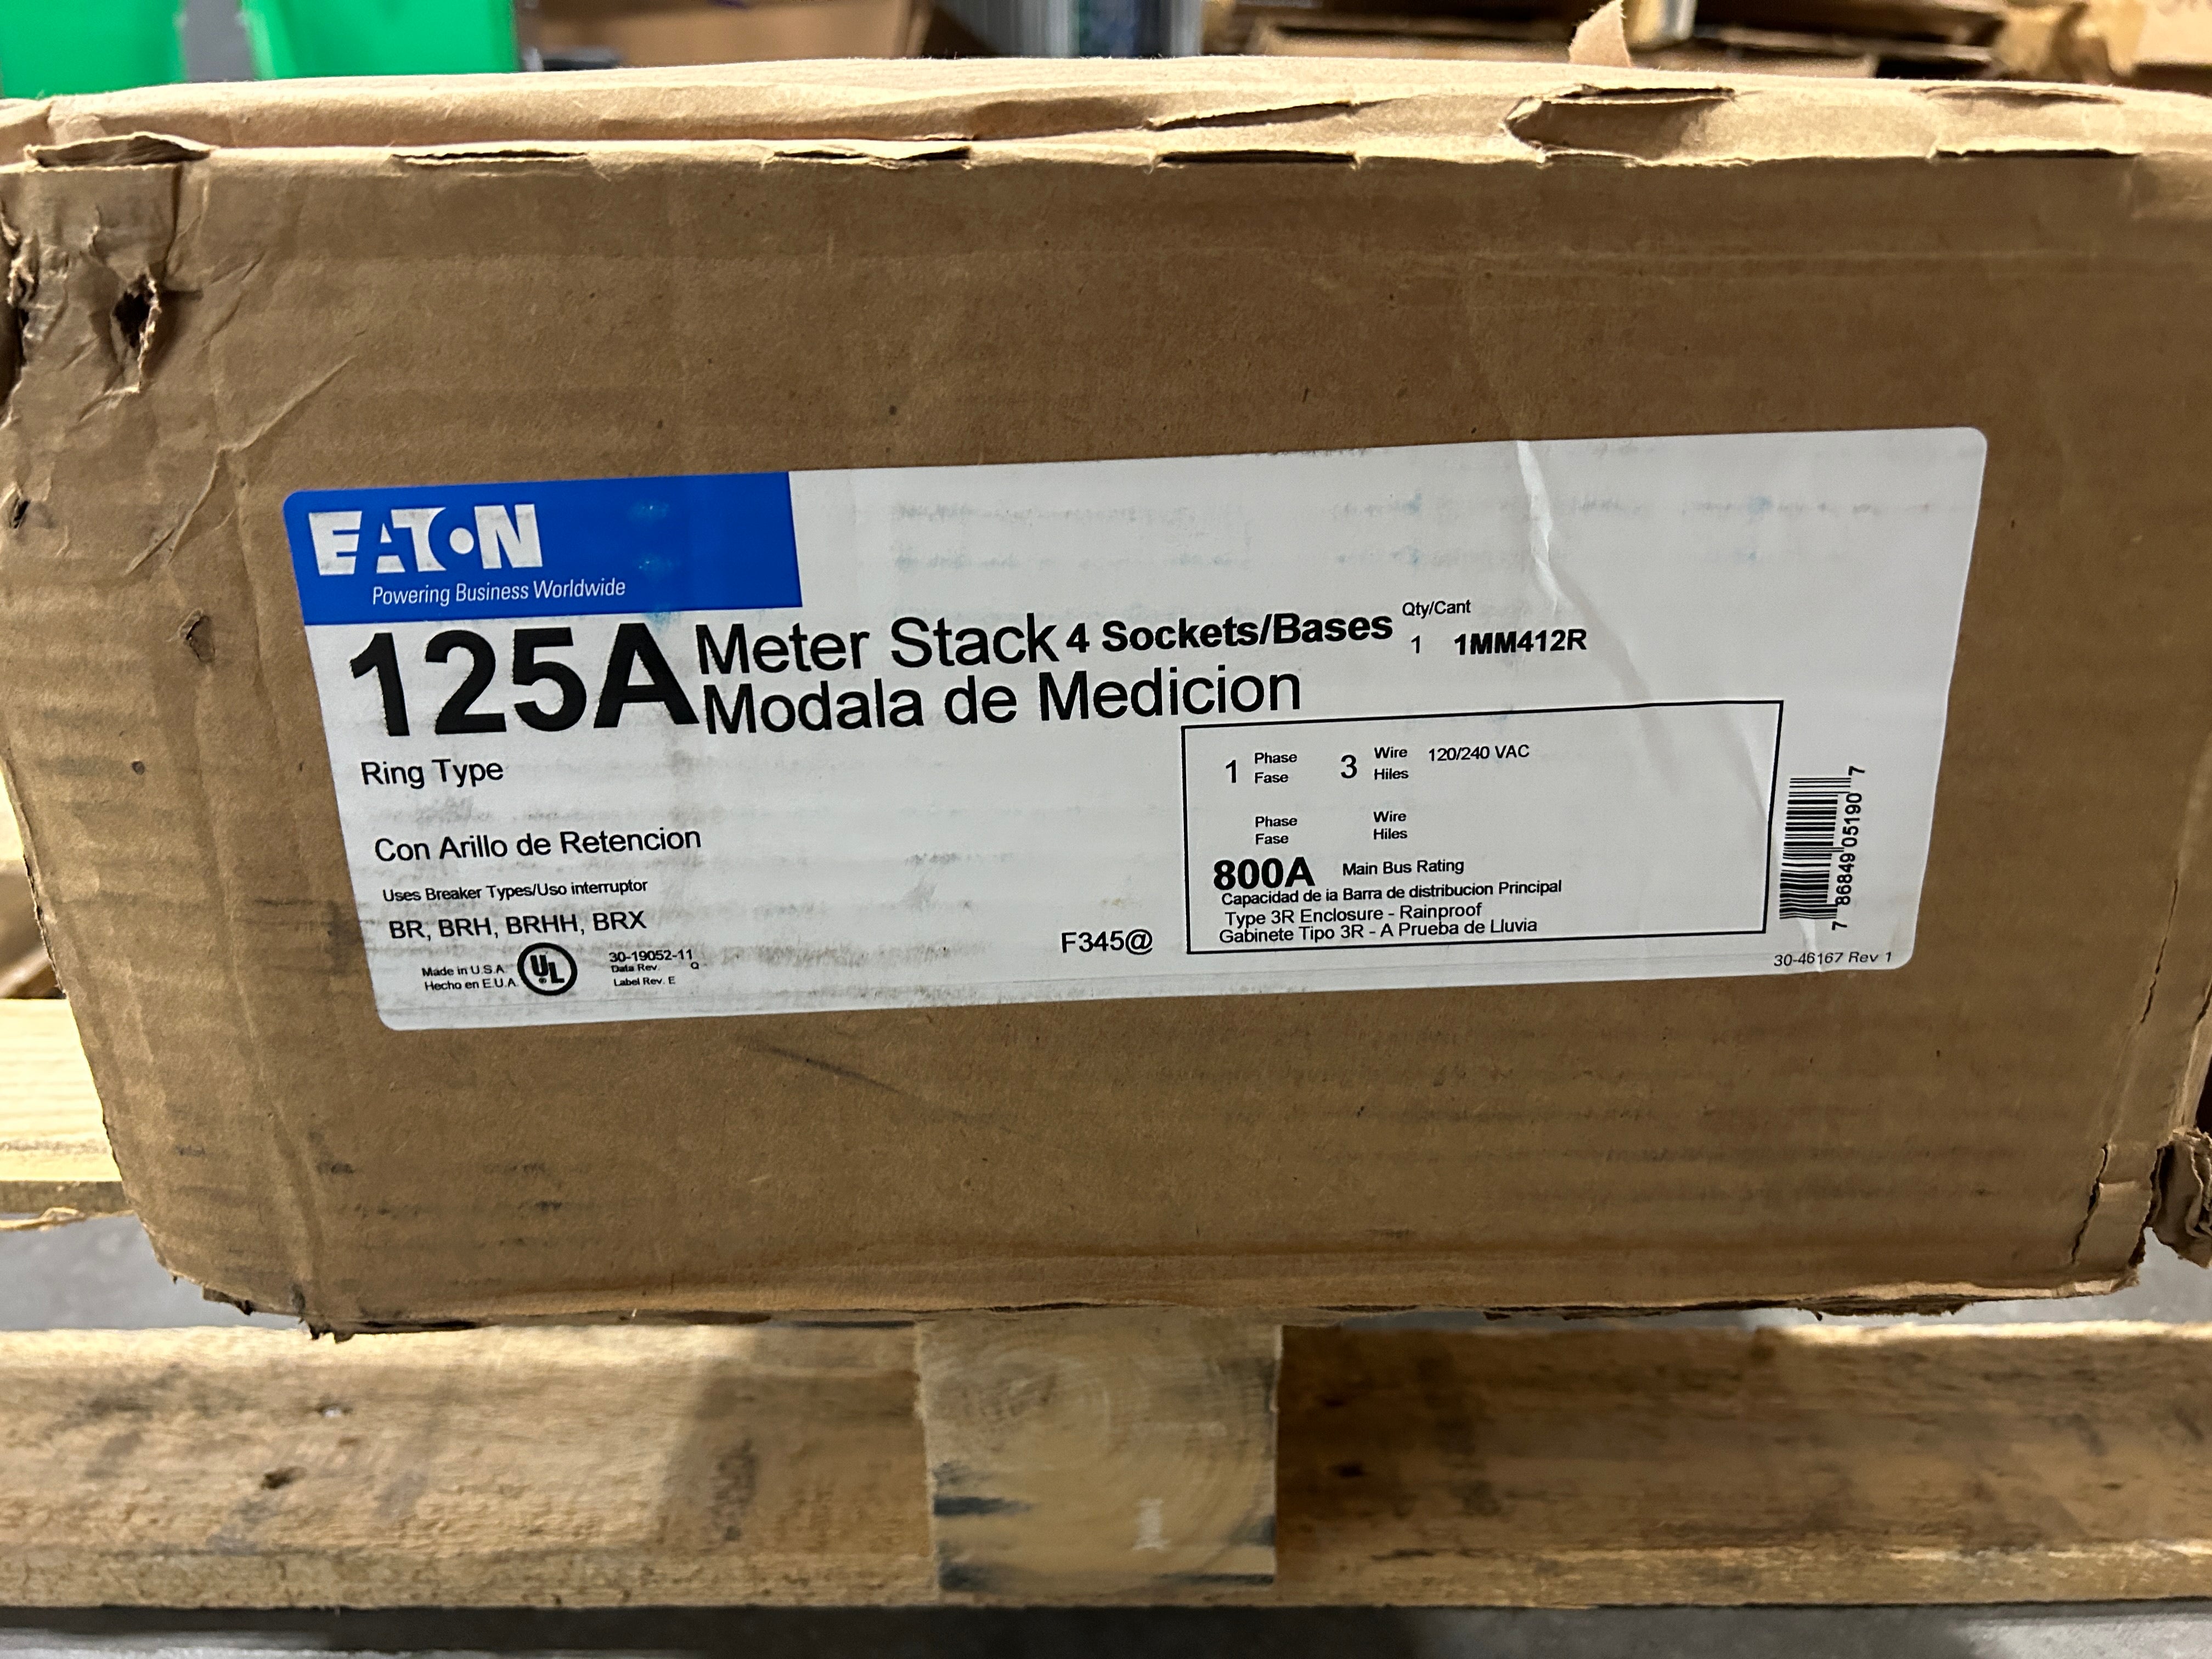 EATON
Powering Business Worldwide
125A Meter Stack 4 Sockets/Bases
Modala de Medicion
Qty/Cant
1 1MM412R
Ring Type
Con Arillo de Retencion
Uses Breaker Types/Uso interruptor
BR, BRH, BRHH, BRX
Made in U.S.A.
Hecho en E.U.A.
UL
30-19052-11
Data Rev. Q
Label Rev. E
F345@
1 Phase 3 Wire 120/240 VAC
Fase Hiles
Phase Wire
Fase Hiles
800A Main Bus Rating
Capacidad de ia Barra de distribucion Principal
Type 3R Enclosure - Rainproof
Gabinete Tipo 3R - A Prueba de Lluvia
7 86849 05190 7
30-46167 Rev 1